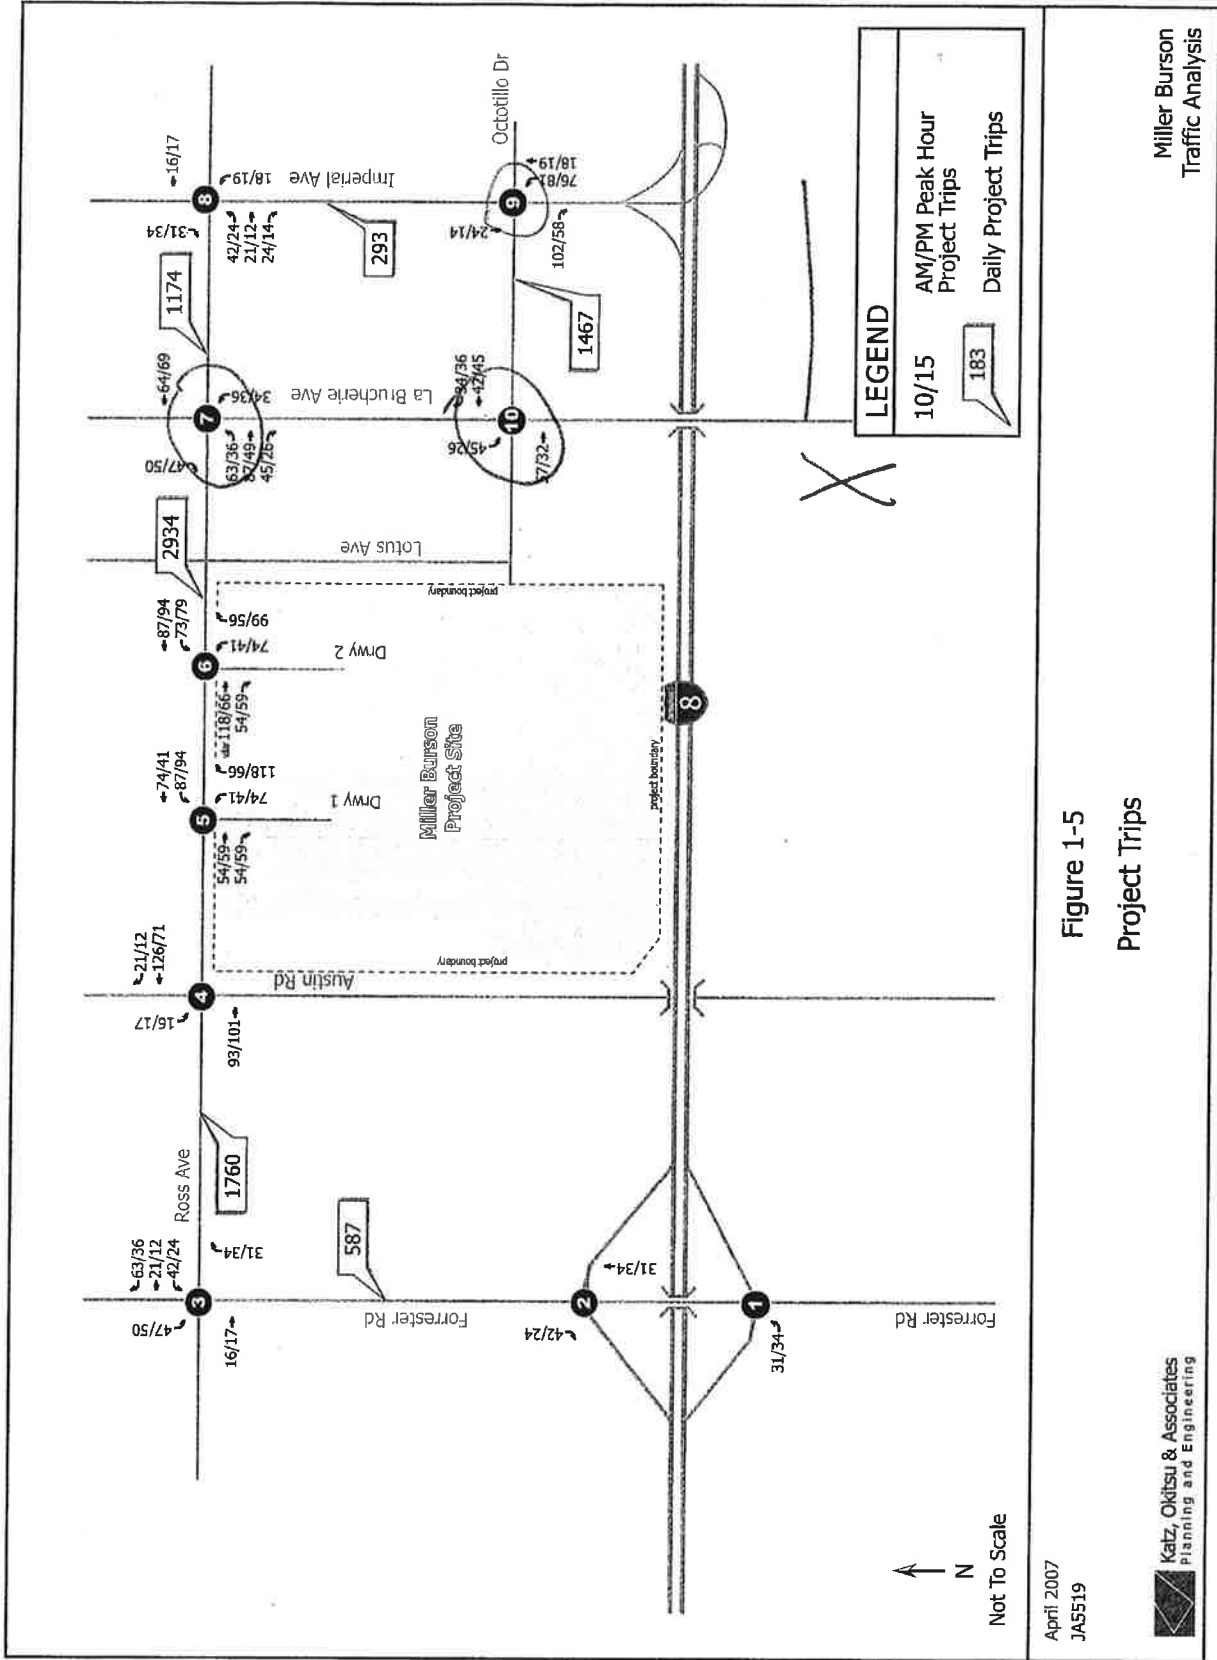 16/17
31/34
8
18/19
Imperial Ave
42/24
21/12
24/14
293
Octotillo Dr
18/19
76/81
9
24/14
102/58
1174
64/69
47/50
7
34/36
La Brucherie Ave
63/36
87/49
45/26
1467
34/36
42/45
45/26
10
57/32
2934
Lotus Ave
87/94
73/79
6
99/56
74/41
118/66
54/59
Drwy 2
74/41
87/94
5
118/66
74/41
54/59
54/59
Drwy 1
Miller Burson
Project Site
project boundary
project boundary
project boundary
8
21/12
126/71
16/17
4
93/101
Austin Rd
Ross Ave
1760
63/36
21/12
42/24
47/50
3
31/34
16/17
587
Forrester Rd
42/24
2
31/34
1
31/34
Forrester Rd
LEGEND
10/15
AM/PM Peak Hour
Project Trips
183
Daily Project Trips
N
Not To Scale
April 2007
JA5519
Figure 1-5
Project Trips
Miller Burson
Traffic Analysis
Katz, Okitsu & Associates
Planning and Engineering